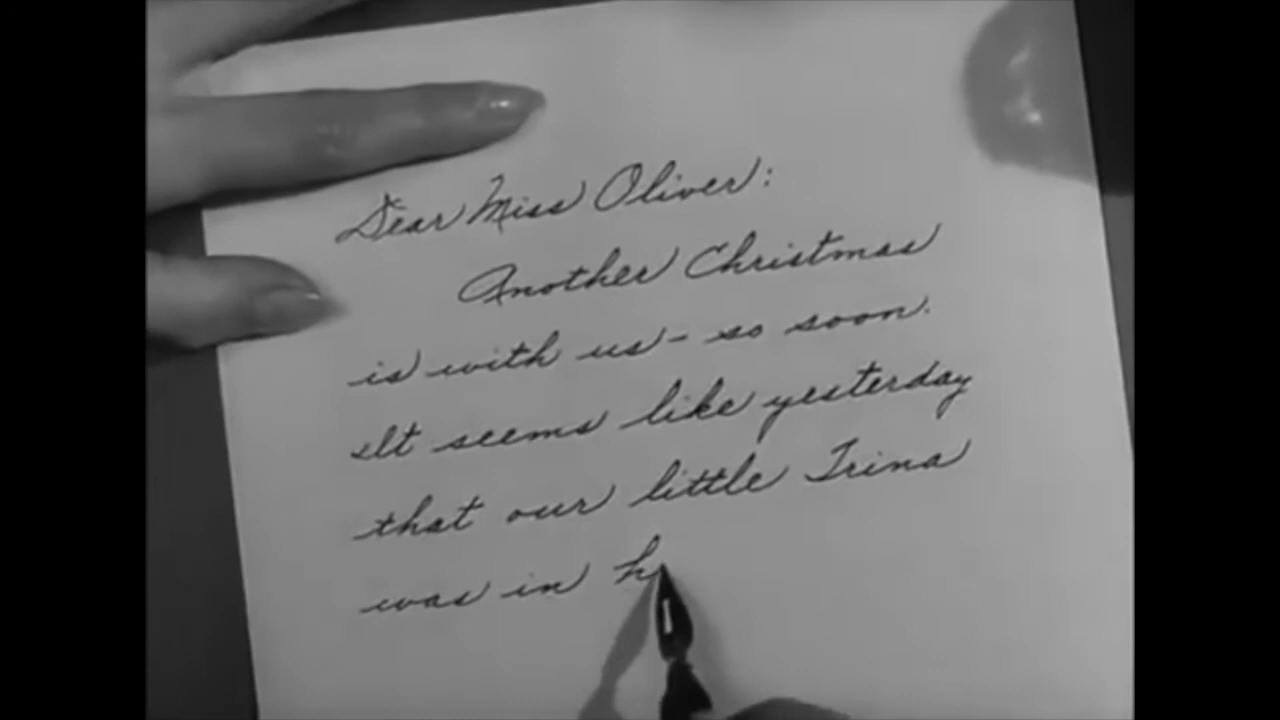 Dear Miss Oliver:
Another Christmas
is with us - so soon.
It seems like yesterday
that our little Trina
was in h